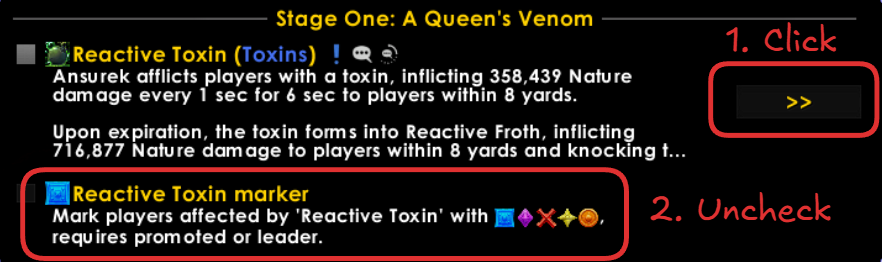 Stage One: A Queen's Venom
1. Click
Reactive Toxin (Toxins)
Ansurek afflicts players with a toxin, inflicting 358,439 Nature
damage every 1 sec for 6 sec to players within 8 yards.
>>
Upon expiration, the toxin forms into Reactive Froth, inflicting
716,877 Nature damage to players within 8 yards and knocking t...
Reactive Toxin marker
Mark players affected by 'Reactive Toxin' with ,
requires promoted or leader.
2. Uncheck